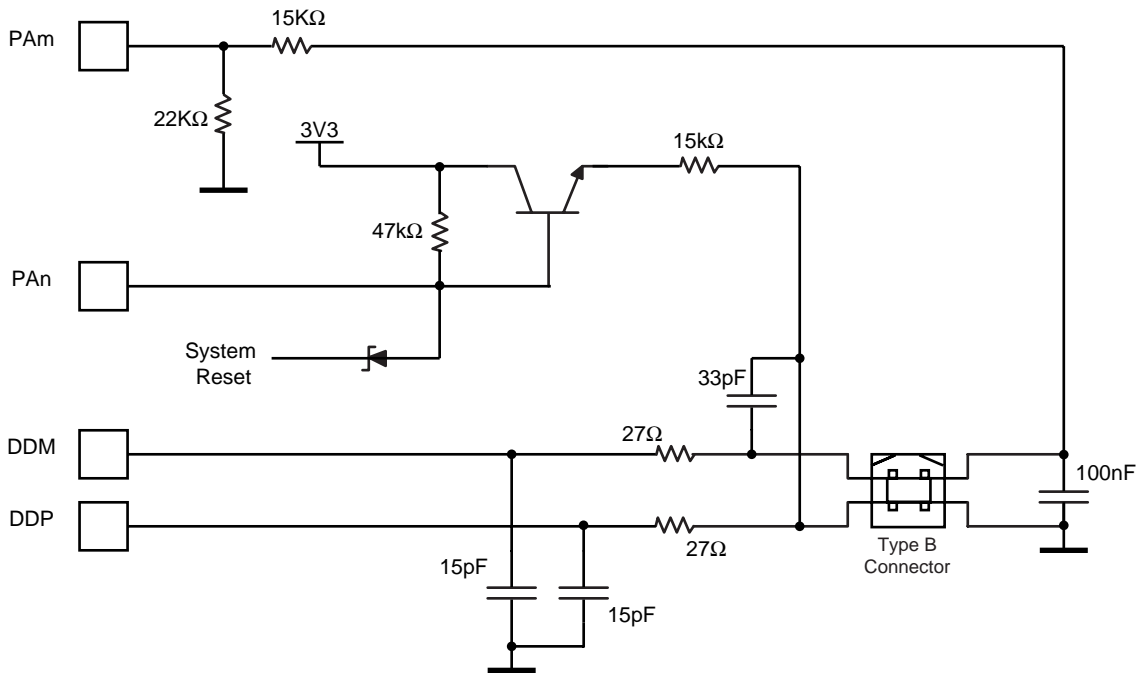 PAm
15KΩ
22KΩ
3V3
15kΩ
47kΩ
PAn
System
Reset
33pF
27Ω
DDM
100nF
DDP
27Ω
Type B
Connector
15pF
15pF